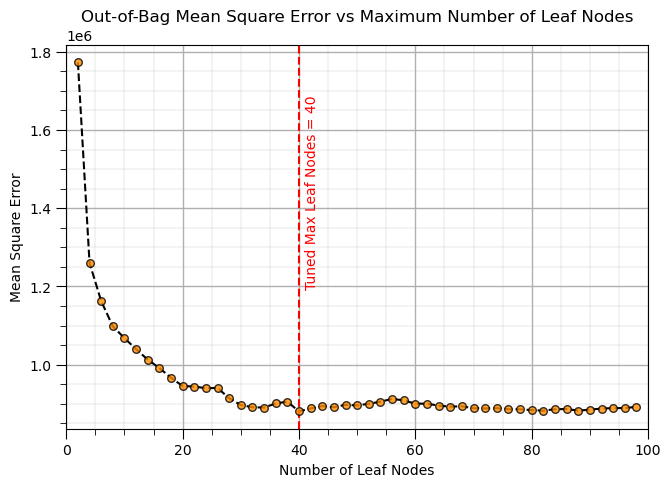 Out-of-Bag Mean Square Error vs Maximum Number of Leaf Nodes
1e6
1.8
1.6
1.4
1.2
1.0
Mean Square Error
Tuned Max Leaf Nodes = 40
0 20 40 60 80 100
Number of Leaf Nodes